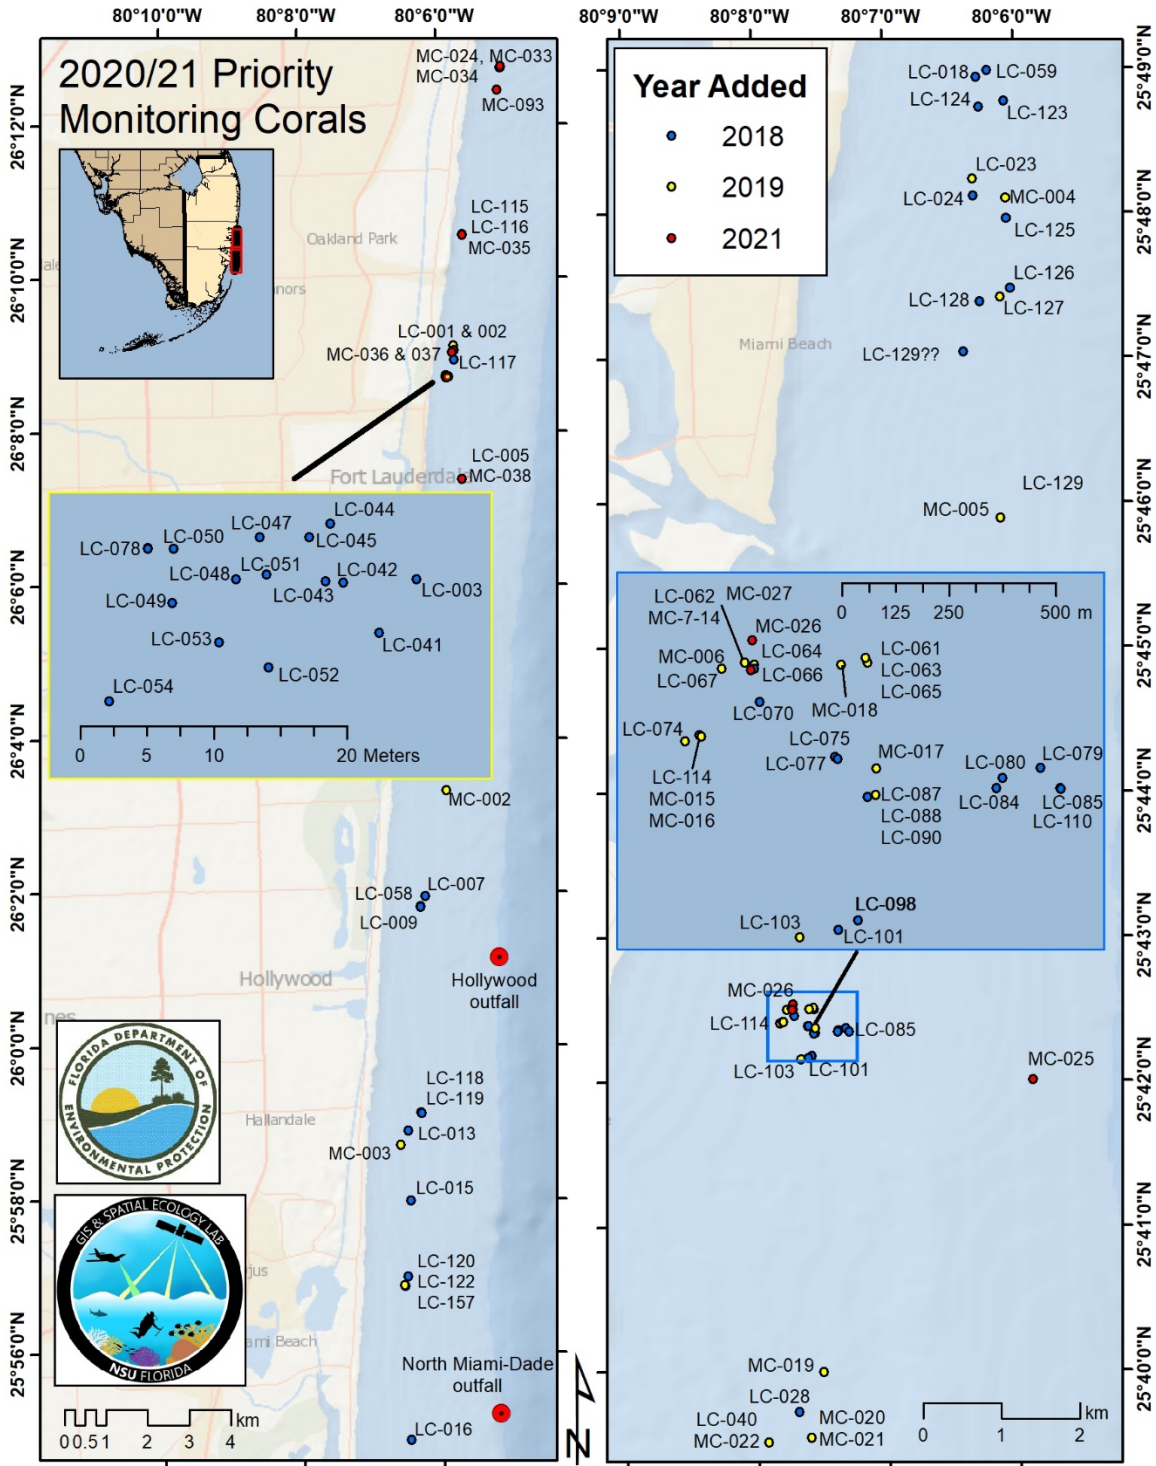 80°10'0"W 80°8'0"W 80°6'0"W
80°9'0"W 80°8'0"W 80°7'0"W 80°6'0"W
2020/21 Priority
Monitoring Corals
26°12'0"N
26°10'0"N
26°8'0"N
26°6'0"N
26°4'0"N
26°2'0"N
26°0'0"N
25°58'0"N
25°56'0"N
MC-024, MC-033
MC-034
MC-093
LC-115
LC-116
MC-035
Oakland Park
LC-001 & 002
MC-036 & 037
LC-117
LC-005
MC-038
Fort Lauderdale
LC-044
LC-047
LC-050
LC-045
LC-078
LC-051
LC-048
LC-042
LC-043
LC-003
LC-049
LC-053
LC-041
LC-052
LC-054
0 5 10 20 Meters
MC-002
LC-007
LC-058
LC-009
Hollywood
Hollywood
outfall
FLORIDA DEPARTMENT OF
ENVIRONMENTAL PROTECTION
LC-118
LC-119
Hallandale
LC-013
MC-003
LC-015
GIS & SPATIAL ECOLOGY LAB
NSU FLORIDA
LC-120
LC-122
LC-157
ami Beach
North Miami-Dade
outfall
LC-016
km
0 0.5 1 2 3 4
N
Year Added
2018
2019
2021
25°49'0"N
25°48'0"N
25°47'0"N
25°46'0"N
25°45'0"N
25°44'0"N
25°43'0"N
25°42'0"N
25°41'0"N
25°40'0"N
LC-018
LC-059
LC-124
LC-123
LC-023
LC-024
MC-004
LC-125
LC-126
LC-128
LC-127
Miami Beach
LC-129??
LC-129
MC-005
0 125 250 500 m
LC-062
MC-7-14
MC-027
MC-026
LC-064
LC-066
MC-006
LC-067
LC-061
LC-063
LC-065
LC-070
MC-018
LC-074
LC-075
LC-077
MC-017
LC-114
MC-015
MC-016
LC-080
LC-079
LC-084
LC-085
LC-110
LC-087
LC-088
LC-090
LC-098
LC-103
LC-101
MC-026
LC-114
LC-085
LC-103
LC-101
MC-025
MC-019
LC-028
LC-040
MC-022
MC-020
MC-021
km
0 1 2